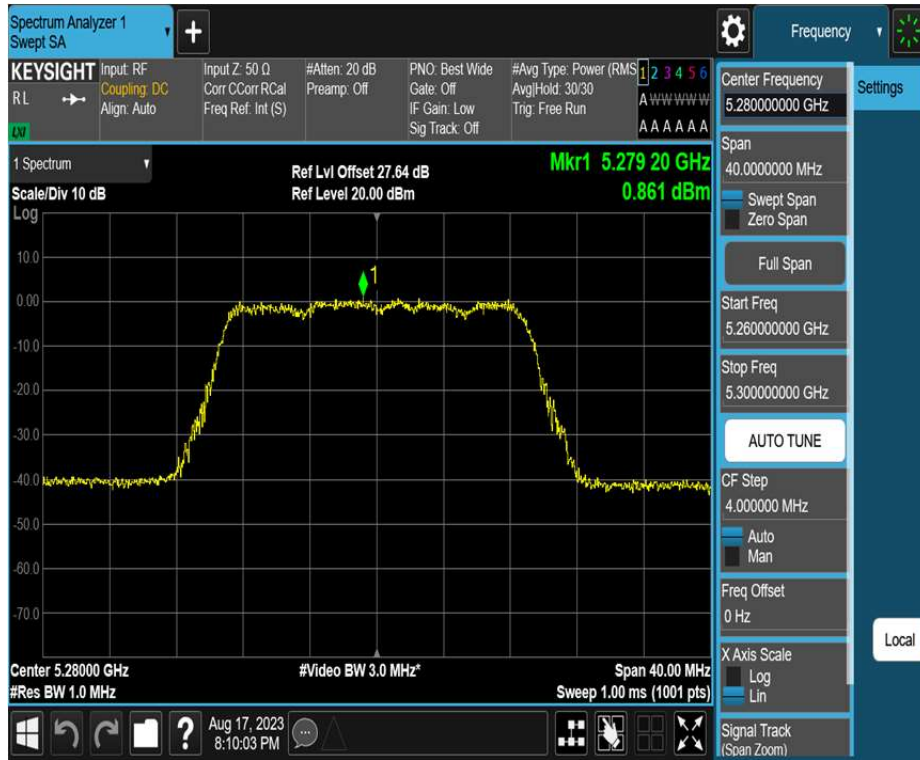 Spectrum Analyzer 1
Swept SA
+
Frequency
KEYSIGHT
RL
LXI
Input: RF
Coupling: DC
Align: Auto
Input Z: 50 Ω
Corr CCorr RCal
Freq Ref: Int (S)
#Atten: 20 dB
Preamp: Off
PNO: Best Wide
Gate: Off
IF Gain: Low
Sig Track: Off
#Avg Type: Power (RMS
Avg|Hold: 30/30
Trig: Free Run
1 2 3 4 5 6
A W W W W W
A A A A A A
1 Spectrum
Scale/Div 10 dB
Log
Ref Lvl Offset 27.64 dB
Ref Level 20.00 dBm
Mkr1 5.279 20 GHz
0.861 dBm
1
10.0
0.00
-10.0
-20.0
-30.0
-40.0
-50.0
-60.0
-70.0
Center 5.28000 GHz
#Res BW 1.0 MHz
#Video BW 3.0 MHz*
Span 40.00 MHz
Sweep 1.00 ms (1001 pts)
?
Aug 17, 2023
8:10:03 PM
Center Frequency
5.280000000 GHz
Span
40.0000000 MHz
Swept Span
Zero Span
Full Span
Start Freq
5.260000000 GHz
Stop Freq
5.300000000 GHz
AUTO TUNE
CF Step
4.000000 MHz
Auto
Man
Freq Offset
0 Hz
X Axis Scale
Log
Lin
Signal Track
(Span Zoom)
Settings
Local